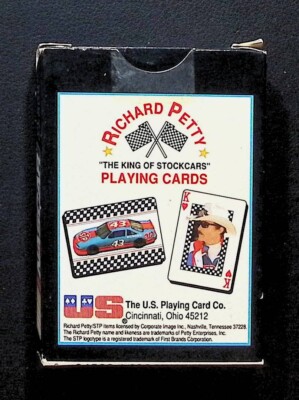 RICHARD PETTY
"THE KING OF STOCKCARS"
PLAYING CARDS
43
K
K
US
The U.S. Playing Card Co.
Cincinnati, Ohio 45212
Richard Petty/STP items licensed by Corporate Image Inc., Nashville, Tennessee 37228.
The Richard Petty name and likeness are trademarks of Petty Enterprises, Inc.
The STP logotype is a registered trademark of First Brands Corporation.